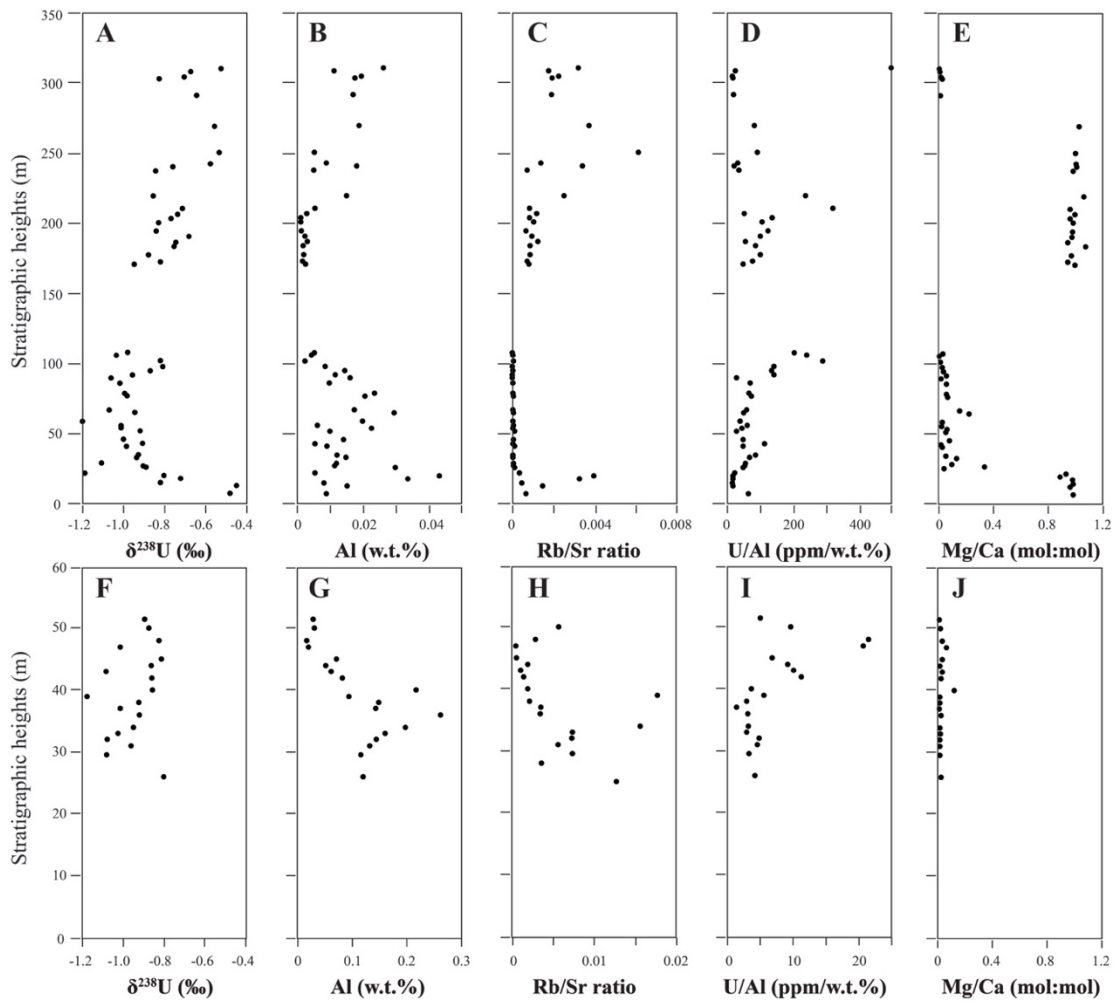 A B C D E
350
300
250
200
150
100
50
0
Stratigraphic heights (m)
-1.2 -1.0 -0.8 -0.6 -0.4 0 0.02 0.04 0.06 0 0.004 0.008 0 200 400 0 0.4 0.8 1.2
δ²³⁸U (‰) Al (w.t.%) Rb/Sr ratio U/Al (ppm/w.t.%) Mg/Ca (mol:mol)
F G H I J
60
50
40
30
20
10
0
Stratigraphic heights (m)
-1.2 -1.0 -0.8 -0.6 -0.4 0 0.1 0.2 0.3 0 0.01 0.02 0 10 20 0 0.4 0.8 1.2
δ²³⁸U (‰) Al (w.t.%) Rb/Sr ratio U/Al (ppm/w.t.%) Mg/Ca (mol:mol)